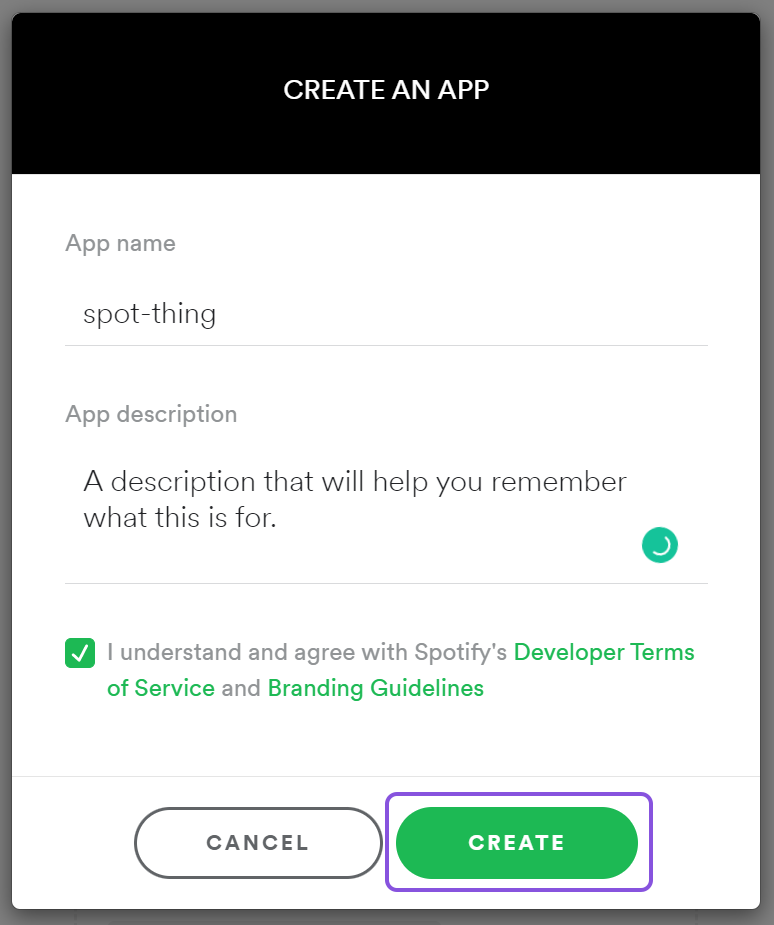 CREATE AN APP
App name
spot-thing
App description
A description that will help you remember
what this is for.
I understand and agree with Spotify's Developer Terms
of Service and Branding Guidelines
CANCEL
CREATE